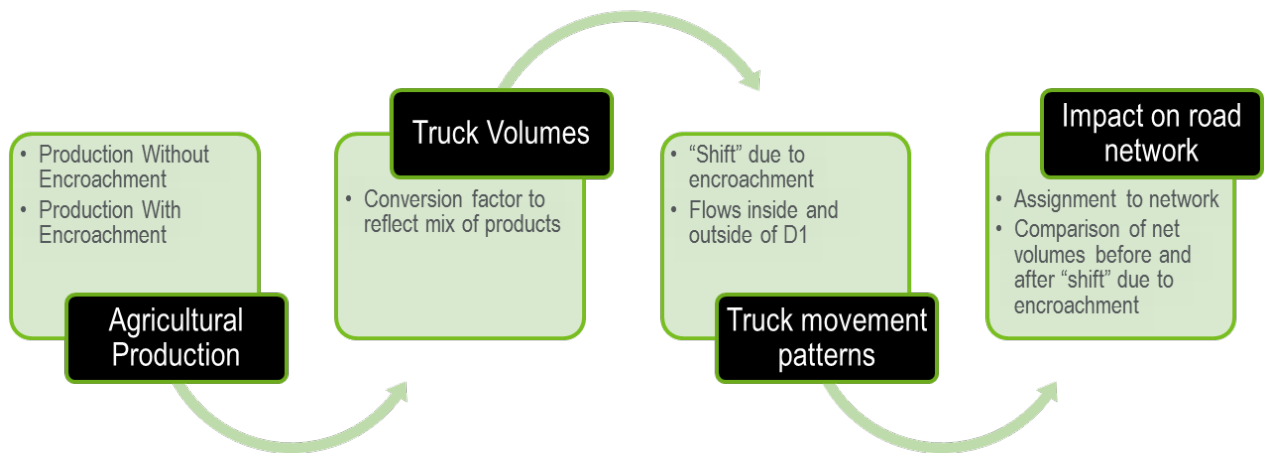 • Production Without
Encroachment
• Production With
Encroachment
Agricultural
Production
Truck Volumes
• Conversion factor to
reflect mix of products
• “Shift” due to
encroachment
• Flows inside and
outside of D1
Truck movement
patterns
Impact on road
network
• Assignment to network
• Comparison of net
volumes before and
after “shift” due to
encroachment